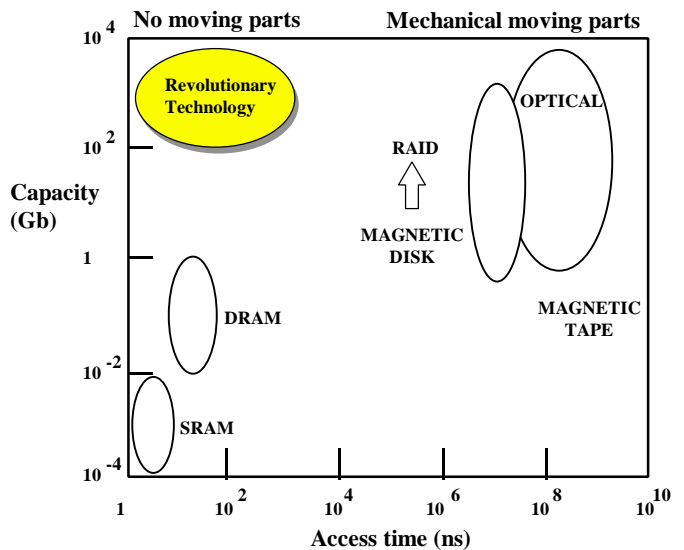 No moving parts
Mechanical moving parts
10 4
Revolutionary
Technology
OPTICAL
10 2
RAID
Capacity
(Gb)
MAGNETIC
DISK
1
MAGNETIC
TAPE
DRAM
10 -2
SRAM
10 -4
1
10 2
10 4
10 6
10 8
10 10
Access time (ns)